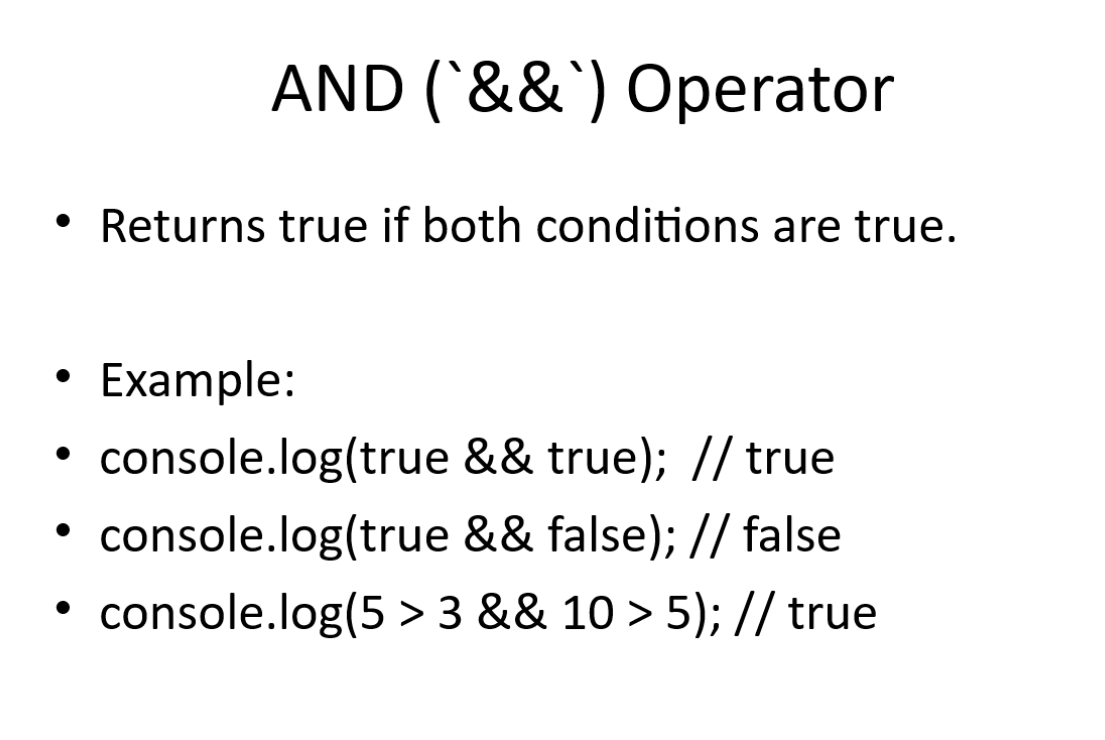 AND (`&&`) Operator
• Returns true if both conditions are true.
• Example:
• console.log(true && true);  // true
• console.log(true && false); // false
• console.log(5 > 3 && 10 > 5); // true